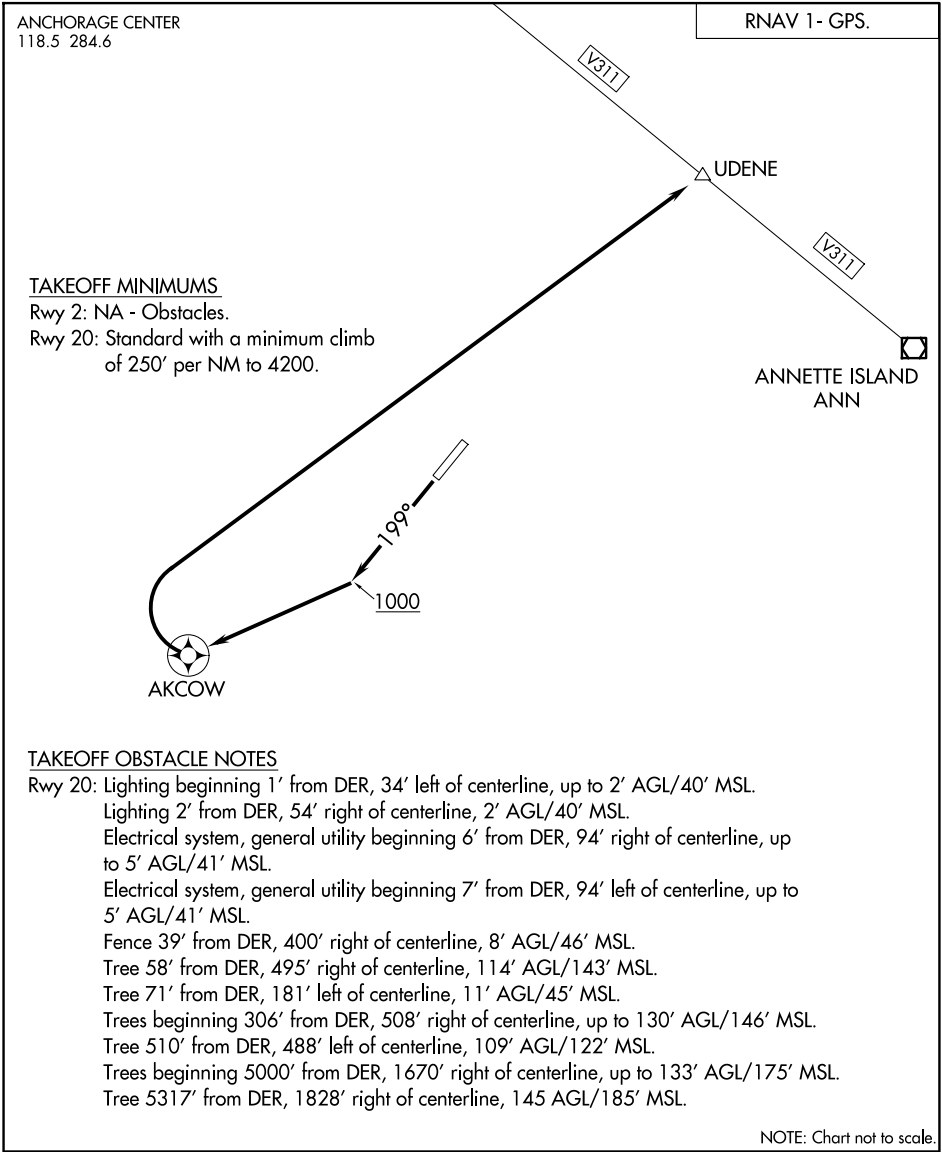 ANCHORAGE CENTER
118.5 284.6
RNAV 1- GPS.
V311
UDENE
V311
TAKEOFF MINIMUMS
Rwy 2: NA - Obstacles.
Rwy 20: Standard with a minimum climb
of 250' per NM to 4200.
ANNETTE ISLAND
ANN
199°
1000
AKCOW
TAKEOFF OBSTACLE NOTES
Rwy 20: Lighting beginning 1' from DER, 34' left of centerline, up to 2' AGL/40' MSL.
Lighting 2' from DER, 54' right of centerline, 2' AGL/40' MSL.
Electrical system, general utility beginning 6' from DER, 94' right of centerline, up
to 5' AGL/41' MSL.
Electrical system, general utility beginning 7' from DER, 94' left of centerline, up to
5' AGL/41' MSL.
Fence 39' from DER, 400' right of centerline, 8' AGL/46' MSL.
Tree 58' from DER, 495' right of centerline, 114' AGL/143' MSL.
Tree 71' from DER, 181' left of centerline, 11' AGL/45' MSL.
Trees beginning 306' from DER, 508' right of centerline, up to 130' AGL/146' MSL.
Tree 510' from DER, 488' left of centerline, 109' AGL/122' MSL.
Trees beginning 5000' from DER, 1670' right of centerline, up to 133' AGL/175' MSL.
Tree 5317' from DER, 1828' right of centerline, 145 AGL/185' MSL.
NOTE: Chart not to scale.